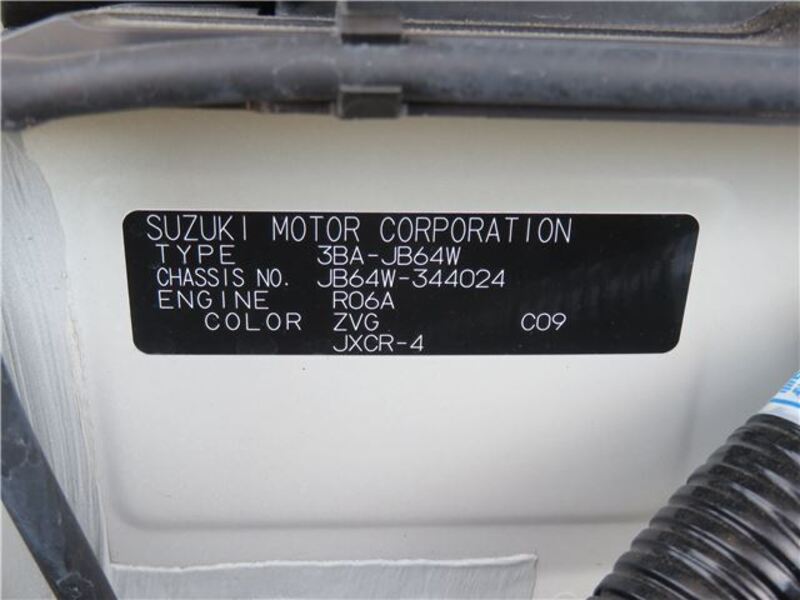 SUZUKI MOTOR CORPORATION
TYPE 3BA-JB64W
CHASSIS NO. JB64W-344024
ENGINE R06A
COLOR ZVG C09
JXCR-4